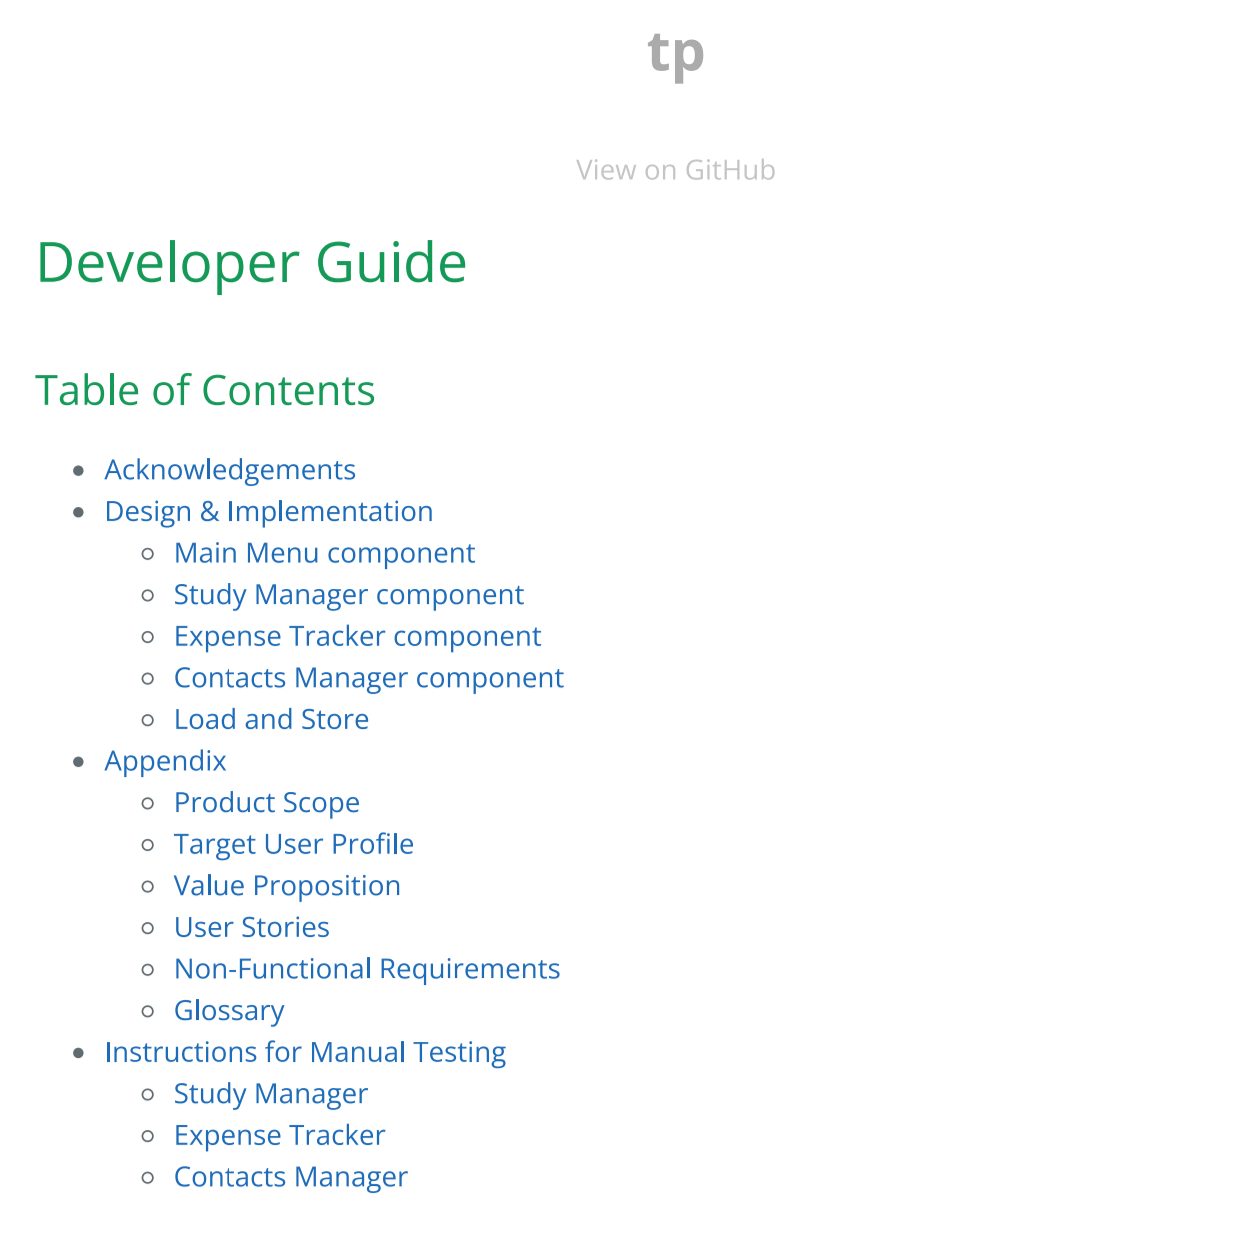 tp
View on GitHub
Developer Guide
Table of Contents
Acknowledgements
Design & Implementation
Main Menu component
Study Manager component
Expense Tracker component
Contacts Manager component
Load and Store
Appendix
Product Scope
Target User Profile
Value Proposition
User Stories
Non-Functional Requirements
Glossary
Instructions for Manual Testing
Study Manager
Expense Tracker
Contacts Manager